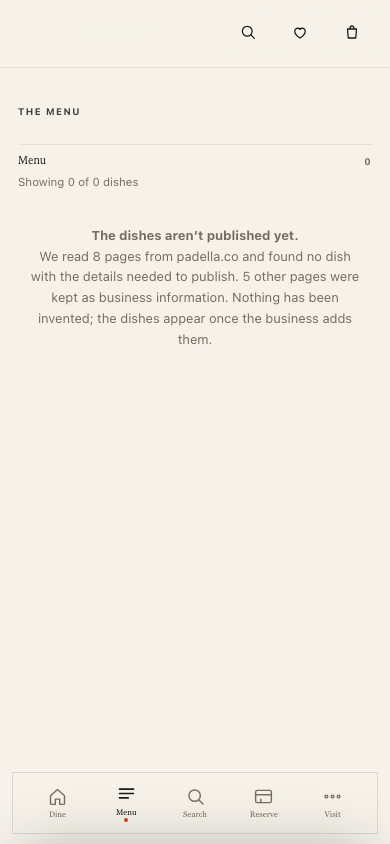 THE MENU
Menu 0
Showing 0 of 0 dishes
The dishes aren’t published yet.
We read 8 pages from padella.co and found no dish
with the details needed to publish. 5 other pages were
kept as business information. Nothing has been
invented; the dishes appear once the business adds
them.
Dine Menu Search Reserve Visit